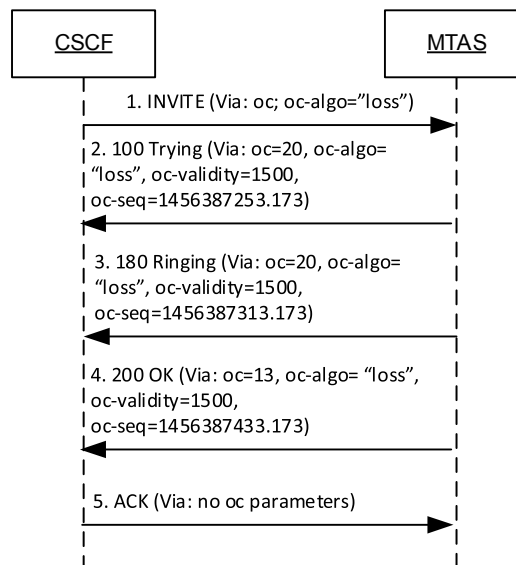 CSCF
MTAS
1. INVITE (Via: oc; oc-algo=”loss”)
2. 100 Trying (Via: oc=20, oc-algo=
“loss”, oc-validity=1500,
oc-seq=1456387253.173)
3. 180 Ringing (Via: oc=20, oc-algo=
“loss”, oc-validity=1500,
oc-seq=1456387313.173)
4. 200 OK (Via: oc=13, oc-algo= “loss”,
oc-validity=1500,
oc-seq=1456387433.173)
5. ACK (Via: no oc parameters)